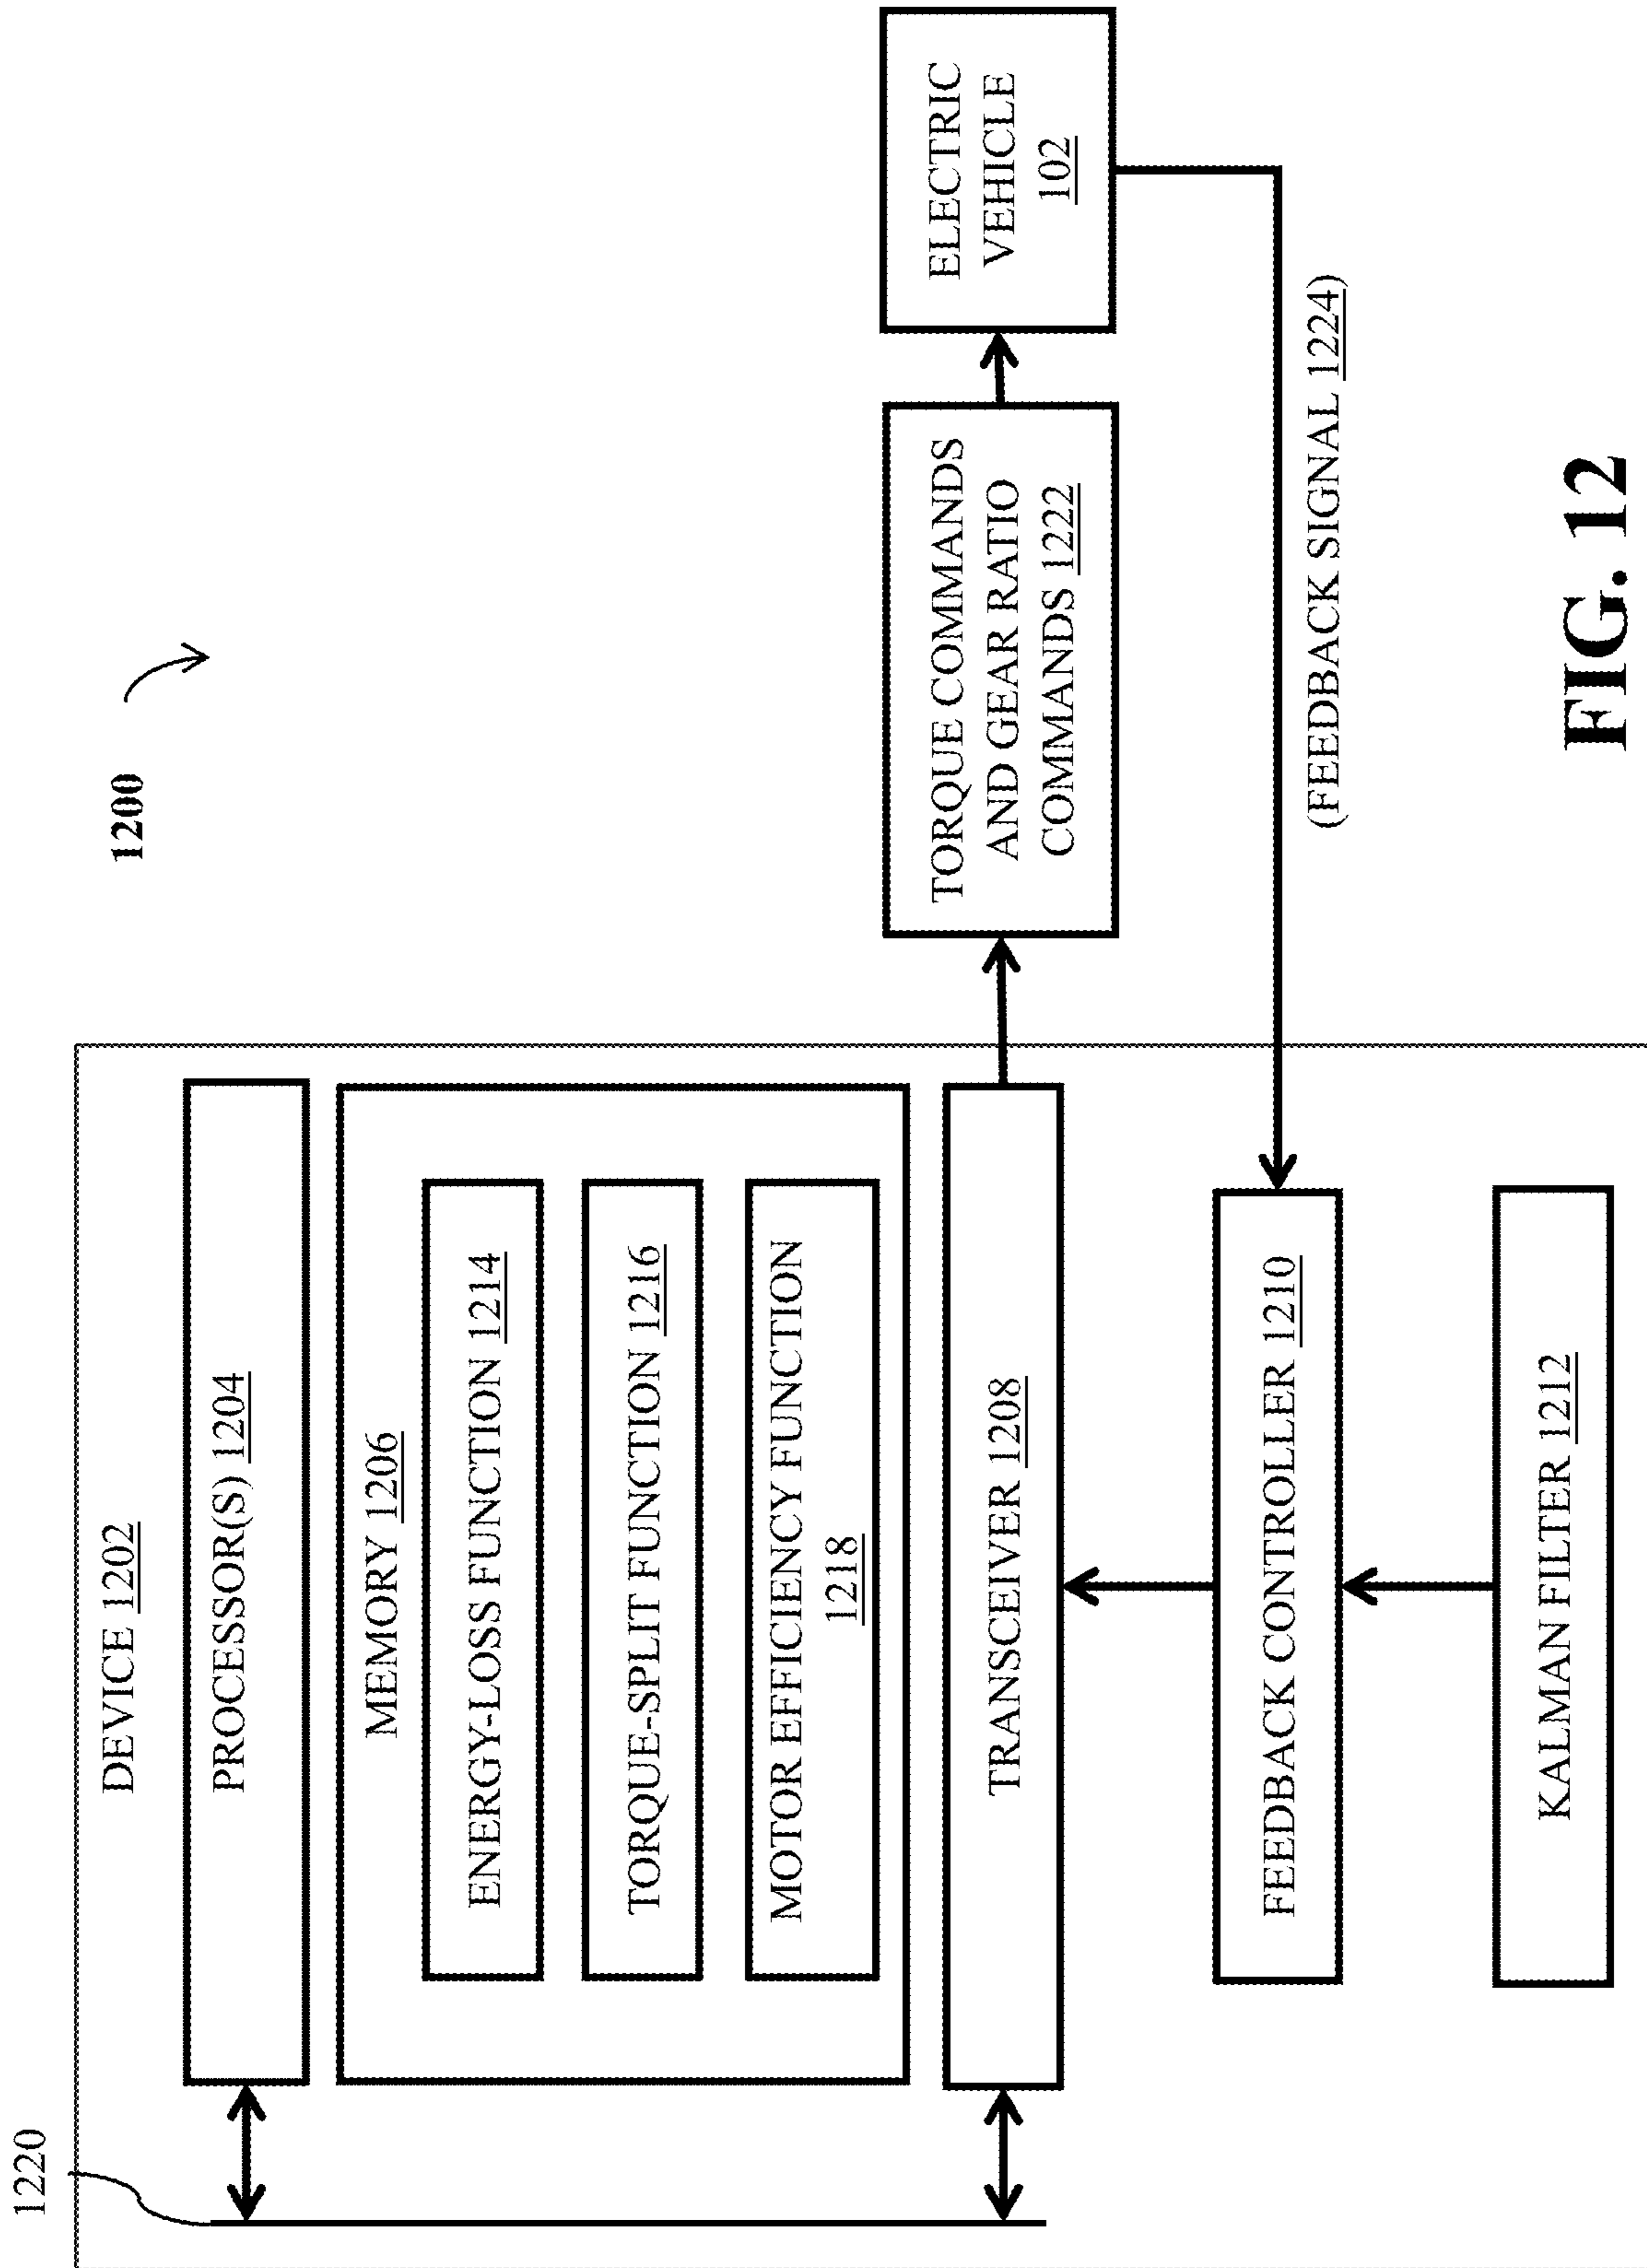 1200
1220
DEVICE 1202
PROCESSOR(S) 1204
MEMORY 1206
ENERGY-LOSS FUNCTION 1214
TORQUE-SPLIT FUNCTION 1216
MOTOR EFFICIENCY FUNCTION
1218
TRANSCEIVER 1208
FEEDBACK CONTROLLER 1210
KALMAN FILTER 1212
TORQUE COMMANDS
AND GEAR RATIO
COMMANDS 1222
ELECTRIC
VEHICLE
102
(FEEDBACK SIGNAL 1224)
FIG. 12